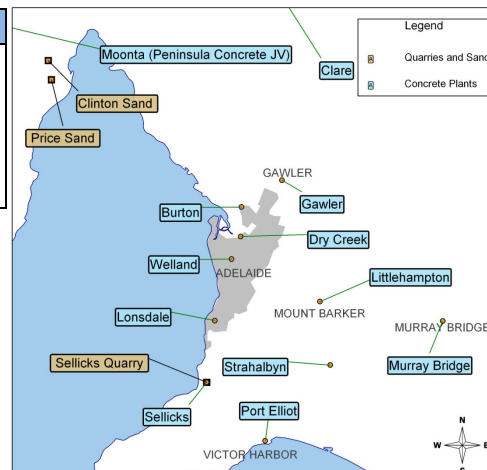 Legend
Moonta (Peninsula Concrete JV)
Clare
Quarries and Sand
Concrete Plants
Clinton Sand
Price Sand
GAWLER
Gawler
Burton
Dry Creek
Welland
ADELAIDE
Littlehampton
Lonsdale
MOUNT BARKER
MURRAY BRIDGE
Sellicks Quarry
Strahalbyn
Murray Bridge
Sellicks
Port Elliot
VICTOR HARBOR
N
W
E
S